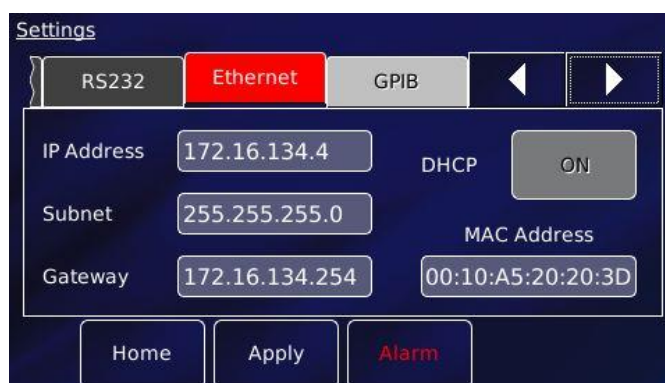 Settings
RS232 Ethernet GPIB
IP Address 172.16.134.4 DHCP ON
Subnet 255.255.255.0
MAC Address
Gateway 172.16.134.254 00:10:A5:20:20:3D
Home Apply Alarm